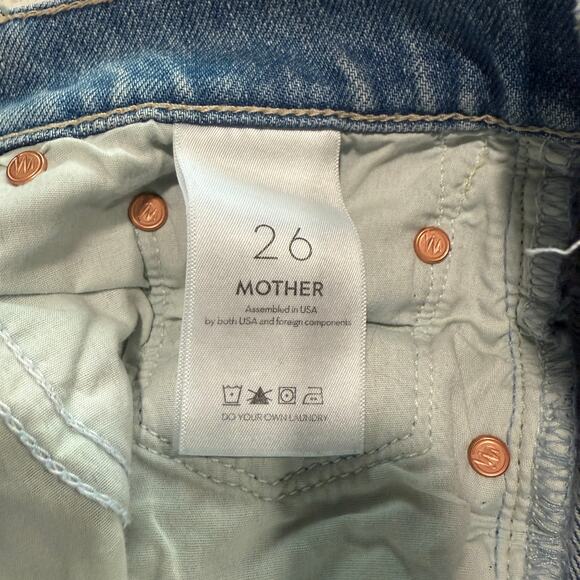 26
MOTHER
Assembled in USA
by both USA and foreign components
DO YOUR OWN LAUNDRY